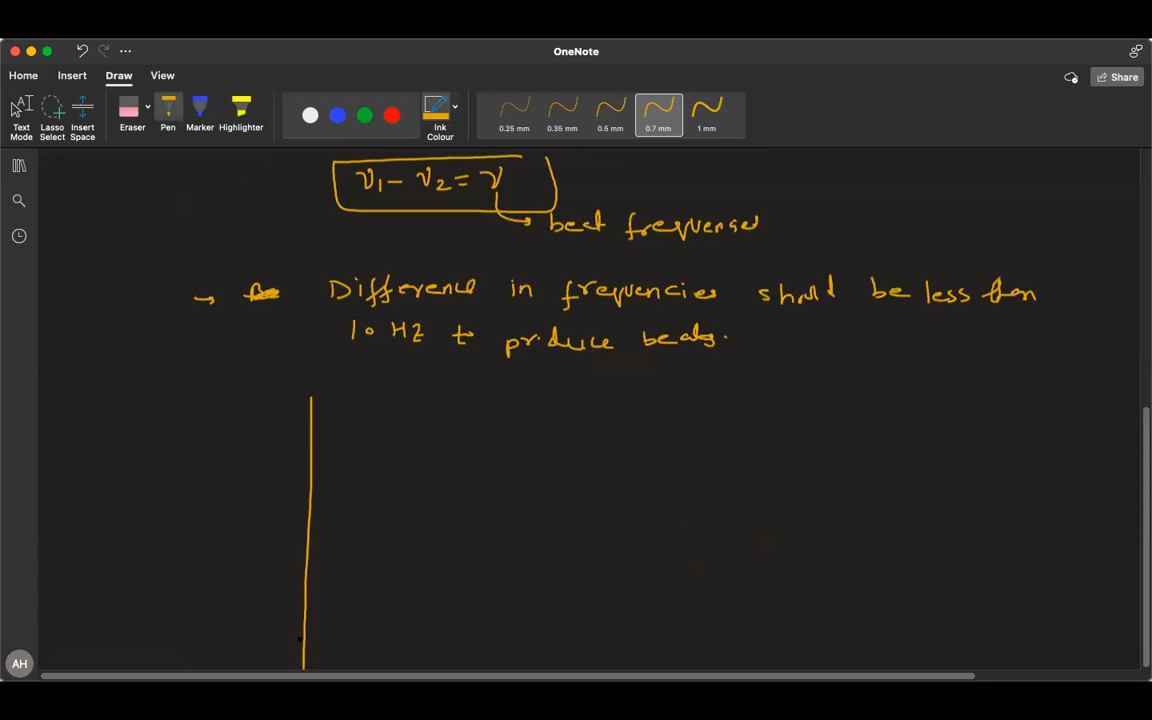 OneNote
Home Insert Draw View
Share
Text Mode
Lasso Select
Insert Space
Eraser
Pen
Marker
Highlighter
Ink Colour
0.25 mm
0.35 mm
0.5 mm
0.7 mm
1 mm
ν1 - ν2 = ν
beat
→ Difference in frequencies should be less than
10 HZ to produce beats.
AH